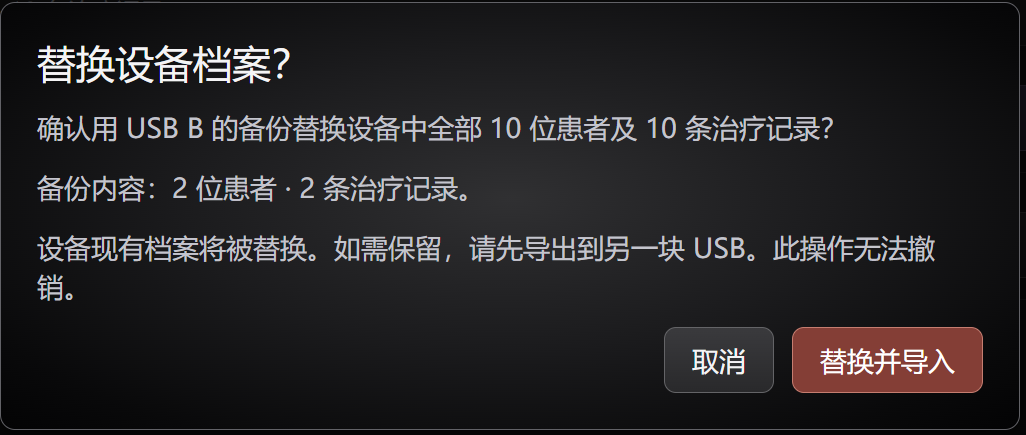 替换设备档案?
确认用 USB B 的备份替换设备中全部 10 位患者及 10 条治疗记录?
备份内容：2 位患者 · 2 条治疗记录。
设备现有档案将被替换。如需保留，请先导出到另一块 USB。此操作无法撤
销。
取消
替换并导入